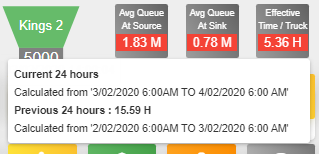 Kings 2
5000
Avg Queue
At Source
1.83 M
Avg Queue
At Sink
0.78 M
Effective
Time / Truck
5.36 H
Current 24 hours
Calculated from '3/02/2020 6:00AM TO 4/02/2020 6:00 AM'
Previous 24 hours : 15.59 H
Calculated from '2/02/2020 6:00AM TO 3/02/2020 6:00 AM'